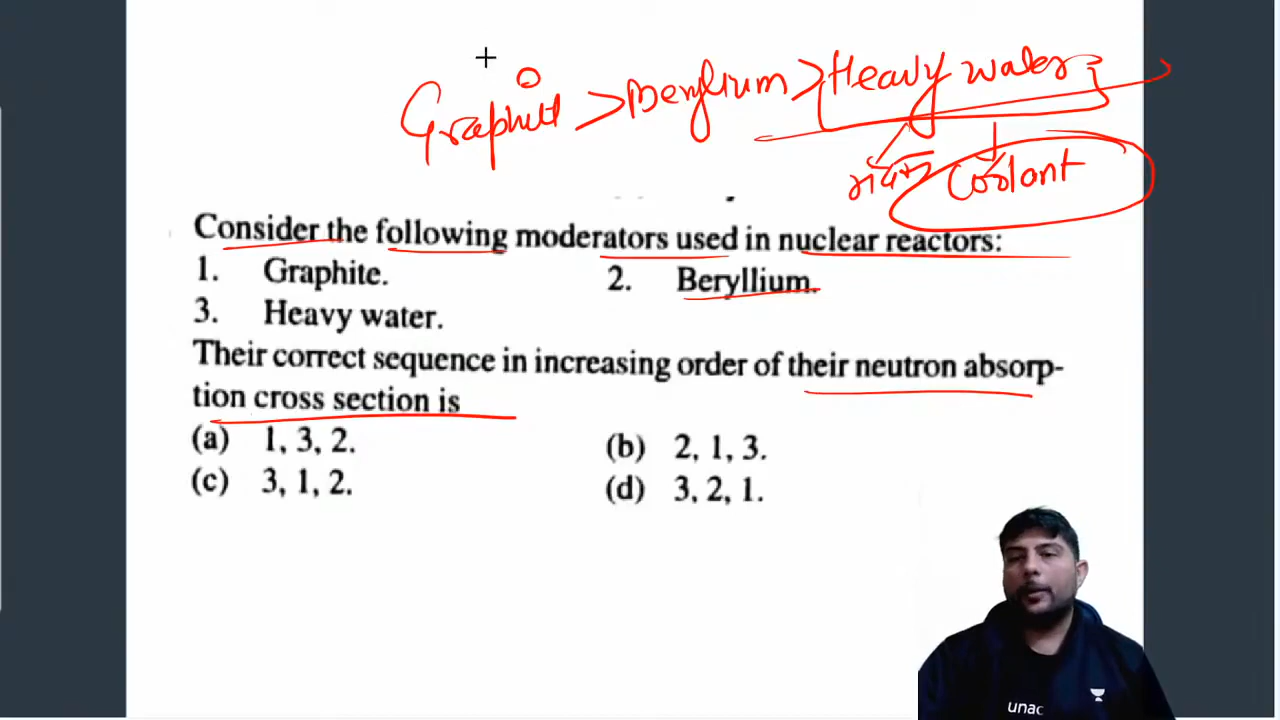 Graphite > Beryllium > Heavy water
Coolant
Consider the following moderators used in nuclear reactors:
1. Graphite. 2. Beryllium.
3. Heavy water.
Their correct sequence in increasing order of their neutron absorp-
tion cross section is
(a) 1, 3, 2. (b) 2, 1, 3.
(c) 3, 1, 2. (d) 3, 2, 1.
unac